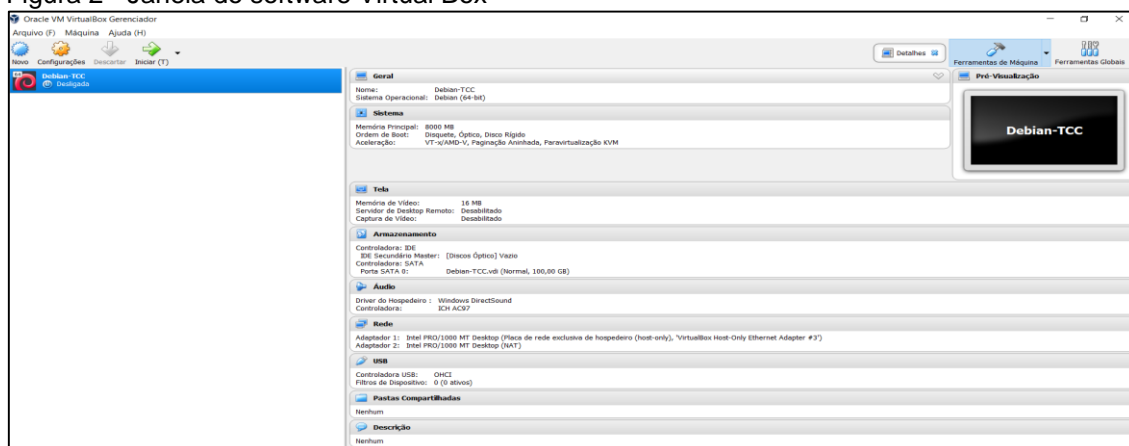 Figura 2 - Janela do software Virtual Box
Oracle VM VirtualBox Gerenciador
Arquivo (F) Máquina Ajuda (H)
Novo Configurações Descartar Iniciar (T)
Detalhes
Ferramentas de Máquina Ferramentas Globais
Debian-TCC
Desligada
Geral
Nome: Debian-TCC
Sistema Operacional: Debian (64-bit)
Pré-Visualização
Debian-TCC
Sistema
Memória Principal: 8000 MB
Ordem de Boot: Disquete, Óptico, Disco Rígido
Aceleração: VT-x/AMD-V, Paginação Aninhada, Paravirtualização KVM
Tela
Memória de Vídeo: 16 MB
Servidor de Desktop Remoto: Desabilitado
Captura de Vídeo: Desabilitado
Armazenamento
Controladora: IDE
IDE Secundário Master: [Discos Óptico] Vazio
Controladora: SATA
Porta SATA 0: Debian-TCC.vdi (Normal, 100,00 GB)
Áudio
Driver do Hospedeiro : Windows DirectSound
Controladora: ICH AC97
Rede
Adaptador 1: Intel PRO/1000 MT Desktop (Placa de rede exclusiva de hospedeiro (host-only), 'VirtualBox Host-Only Ethernet Adapter #3')
Adaptador 2: Intel PRO/1000 MT Desktop (NAT)
USB
Controladora USB: OHCI
Filtros de Dispositivo: 0 (0 ativos)
Pastas Compartilhadas
Nenhum
Descrição
Nenhum